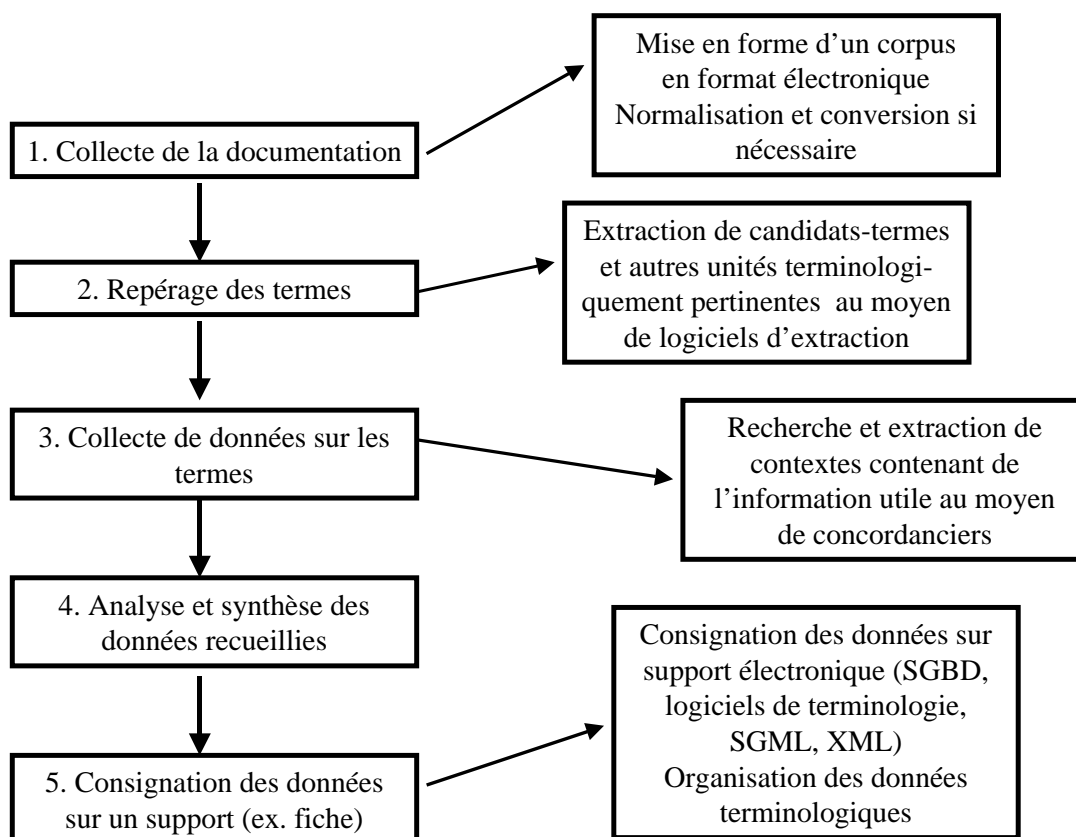 Mise en forme d’un corpus
en format électronique
Normalisation et conversion si
nécessaire
1. Collecte de la documentation
Extraction de candidats-termes
et autres unités terminologi-
quement pertinentes au moyen
de logiciels d’extraction
2. Repérage des termes
3. Collecte de données sur les
termes
Recherche et extraction de
contextes contenant de
l’information utile au moyen
de concordanciers
4. Analyse et synthèse des
données recueillies
Consignation des données sur
support électronique (SGBD,
logiciels de terminologie,
SGML, XML)
Organisation des données
terminologiques
5. Consignation des données
sur un support (ex. fiche)